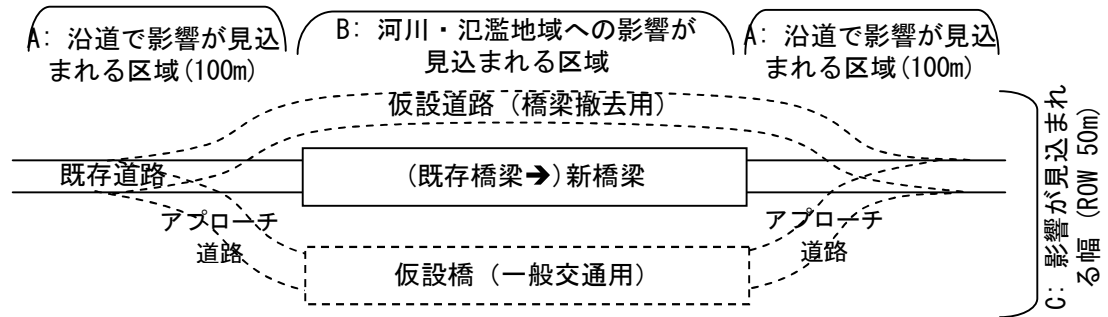 A: 沿道で影響が見込
まれる区域(100m)
B: 河川・氾濫地域への影響が
見込まれる区域
A: 沿道で影響が見込
まれる区域(100m)
仮設道路（橋梁撤去用）
既存道路
(既存橋梁➔)新橋梁
アプローチ
道路
アプローチ
道路
仮設橋（一般交通用）
C: 影響が見込まれ
る幅 (ROW 50m)